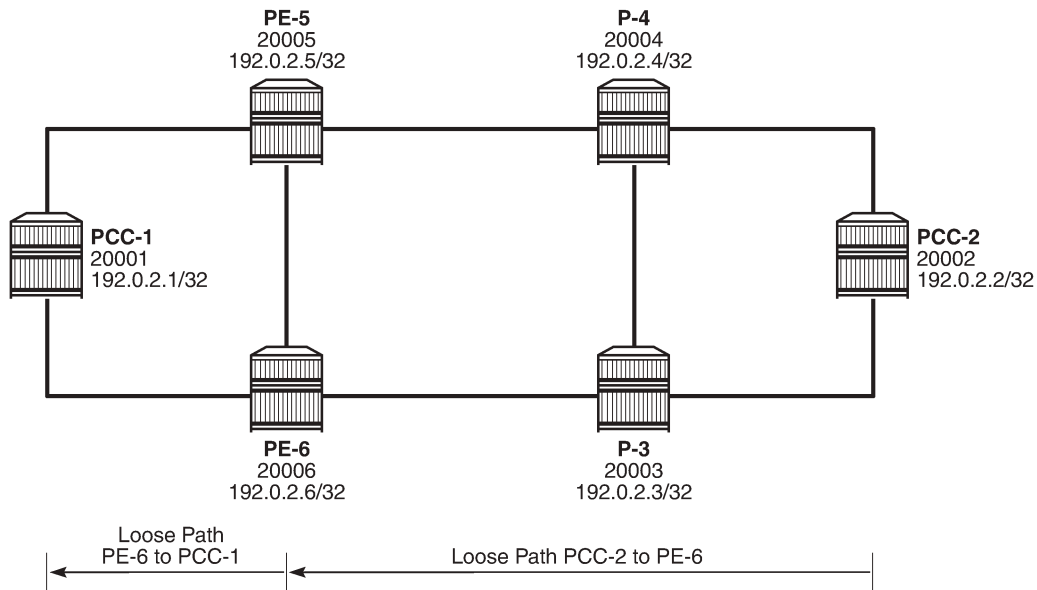 PE-5
20005
192.0.2.5/32
P-4
20004
192.0.2.4/32
PCC-1
20001
192.0.2.1/32
PCC-2
20002
192.0.2.2/32
PE-6
20006
192.0.2.6/32
P-3
20003
192.0.2.3/32
Loose Path
PE-6 to PCC-1
Loose Path PCC-2 to PE-6